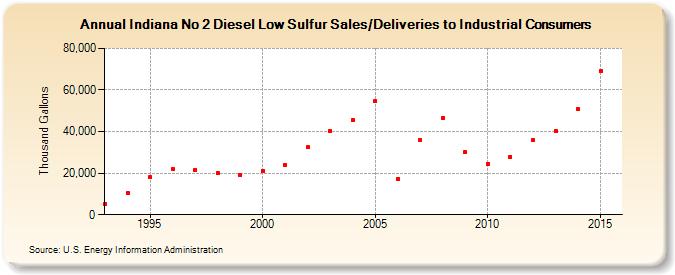 Annual Indiana No 2 Diesel Low Sulfur Sales/Deliveries to Industrial Consumers
Thousand Gallons
80,000
60,000
40,000
20,000
0
1995 2000 2005 2010 2015
Source: U.S. Energy Information Administration